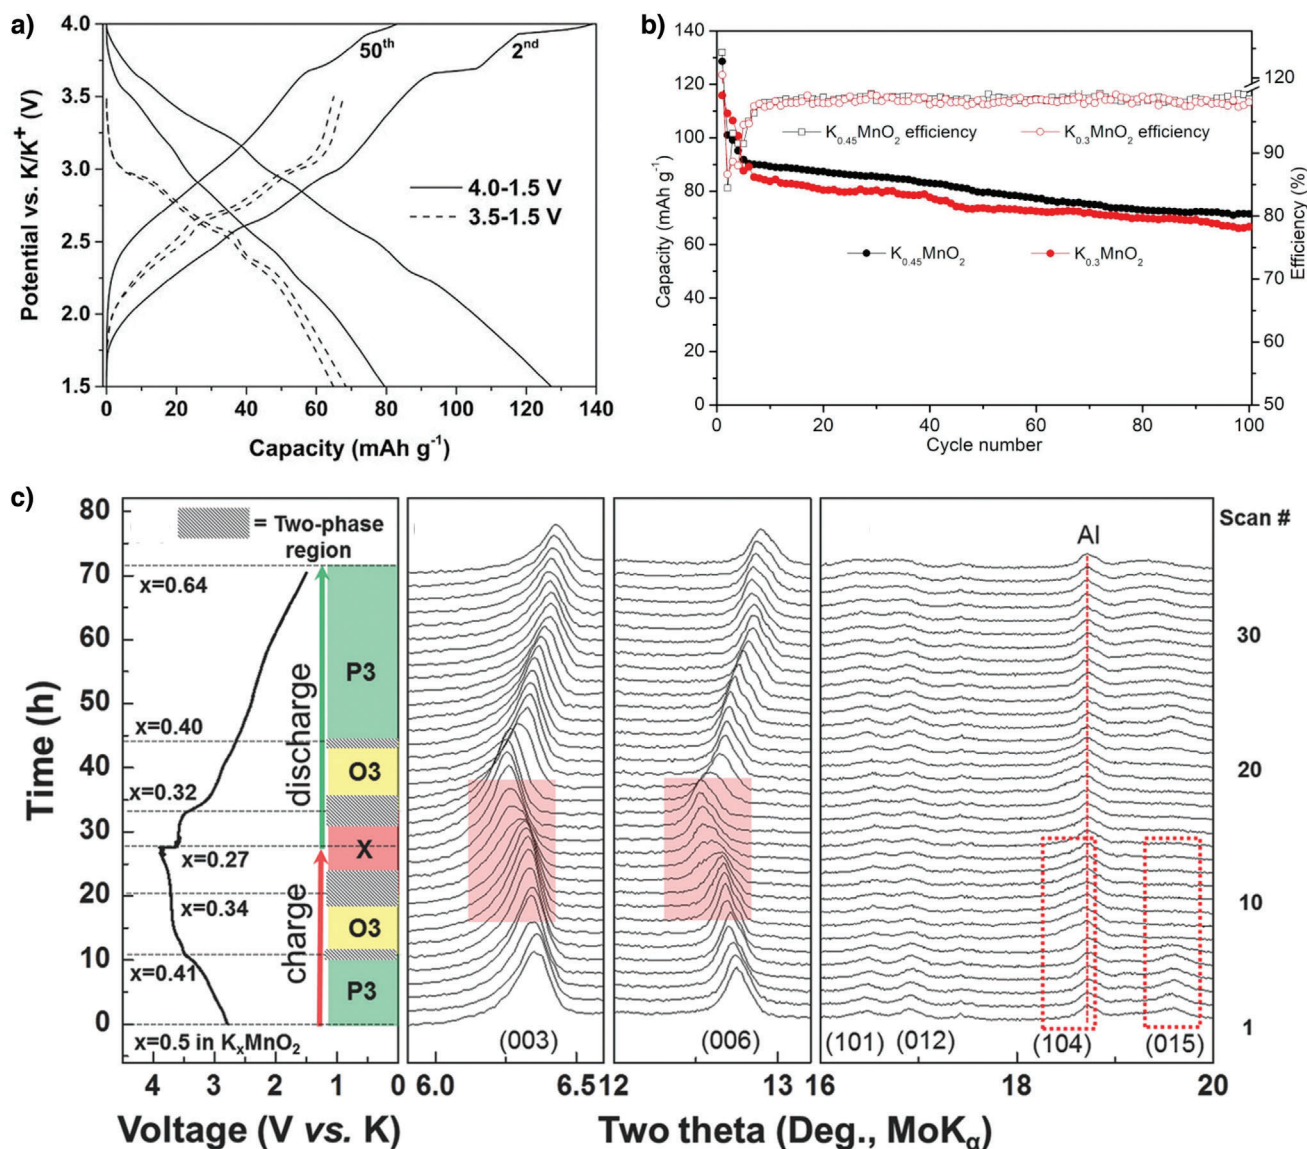 a)
4.0
3.5
3.0
2.5
2.0
1.5
Potential vs. K/K⁺ (V)
50ᵗʰ
2ⁿᵈ
4.0-1.5 V
3.5-1.5 V
0 20 40 60 80 100 120 140
Capacity (mAh g⁻¹)
b)
140
120
100
80
60
40
20
0
Capacity (mAh g⁻¹)
K₀.₄₅MnO₂ efficiency
K₀.₃MnO₂ efficiency
K₀.₄₅MnO₂
K₀.₃MnO₂
120
90
80
70
60
50
Efficiency (%)
0 20 40 60 80 100
Cycle number
c)
80
70
60
50
40
30
20
10
0
Time (h)
= Two-phase
region
x=0.64
x=0.40
x=0.32
x=0.27
x=0.34
x=0.41
x=0.5 in KₓMnO₂
discharge
charge
P3
O3
X
O3
P3
4 3 2 1 0
Voltage (V vs. K)
(003)
(006)
(101) (012) (104) (015)
Al
6.0 6.5 12 13 16 18 20
Two theta (Deg., MoKα)
Scan #
30
20
10
1